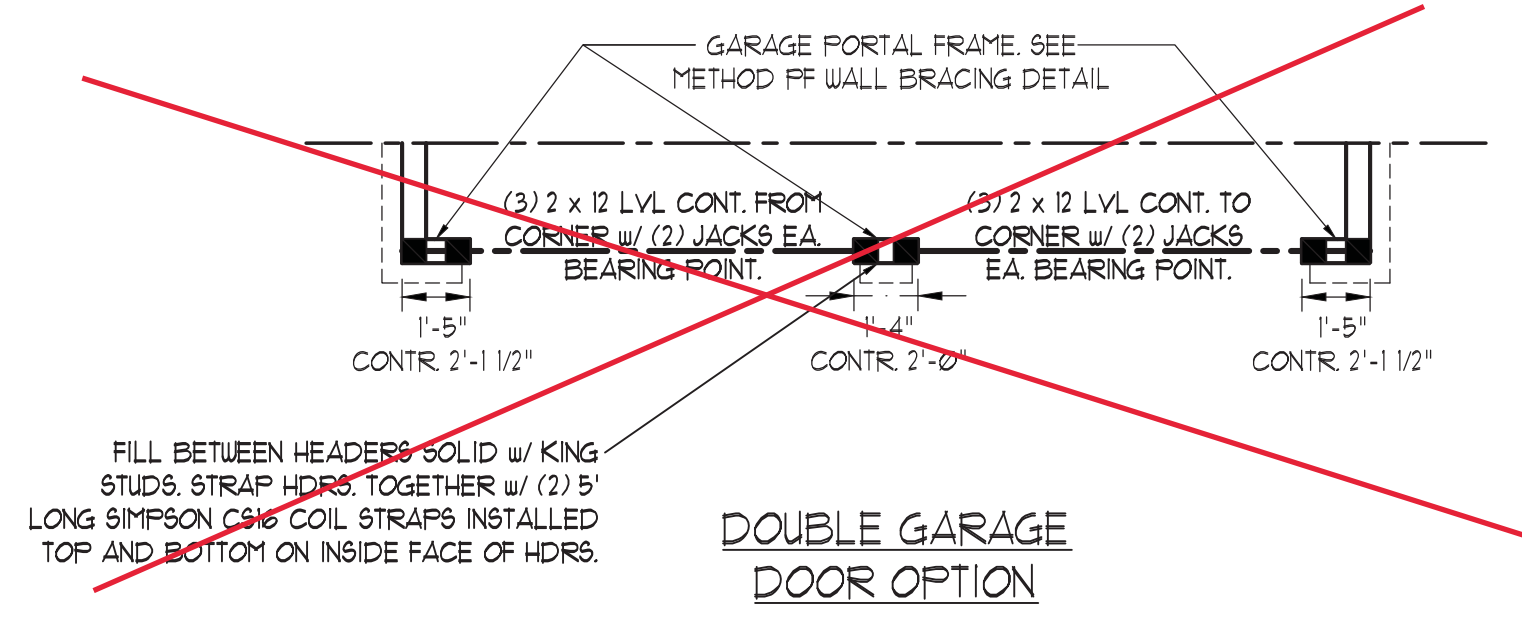 GARAGE PORTAL FRAME. SEE
METHOD PF WALL BRACING DETAIL
(3) 2 x 12 LVL CONT. FROM
CORNER w/ (2) JACKS EA.
BEARING POINT.
(3) 2 x 12 LVL CONT. TO
CORNER w/ (2) JACKS
EA. BEARING POINT.
1'-5"
CONTR. 2'-1 1/2"
1'-4"
CONTR. 2'-0"
1'-5"
CONTR. 2'-1 1/2"
FILL BETWEEN HEADERS SOLID w/ KING
STUDS. STRAP HDRS. TOGETHER w/ (2) 5'
LONG SIMPSON CS16 COIL STRAPS INSTALLED
TOP AND BOTTOM ON INSIDE FACE OF HDRS.
DOUBLE GARAGE
DOOR OPTION